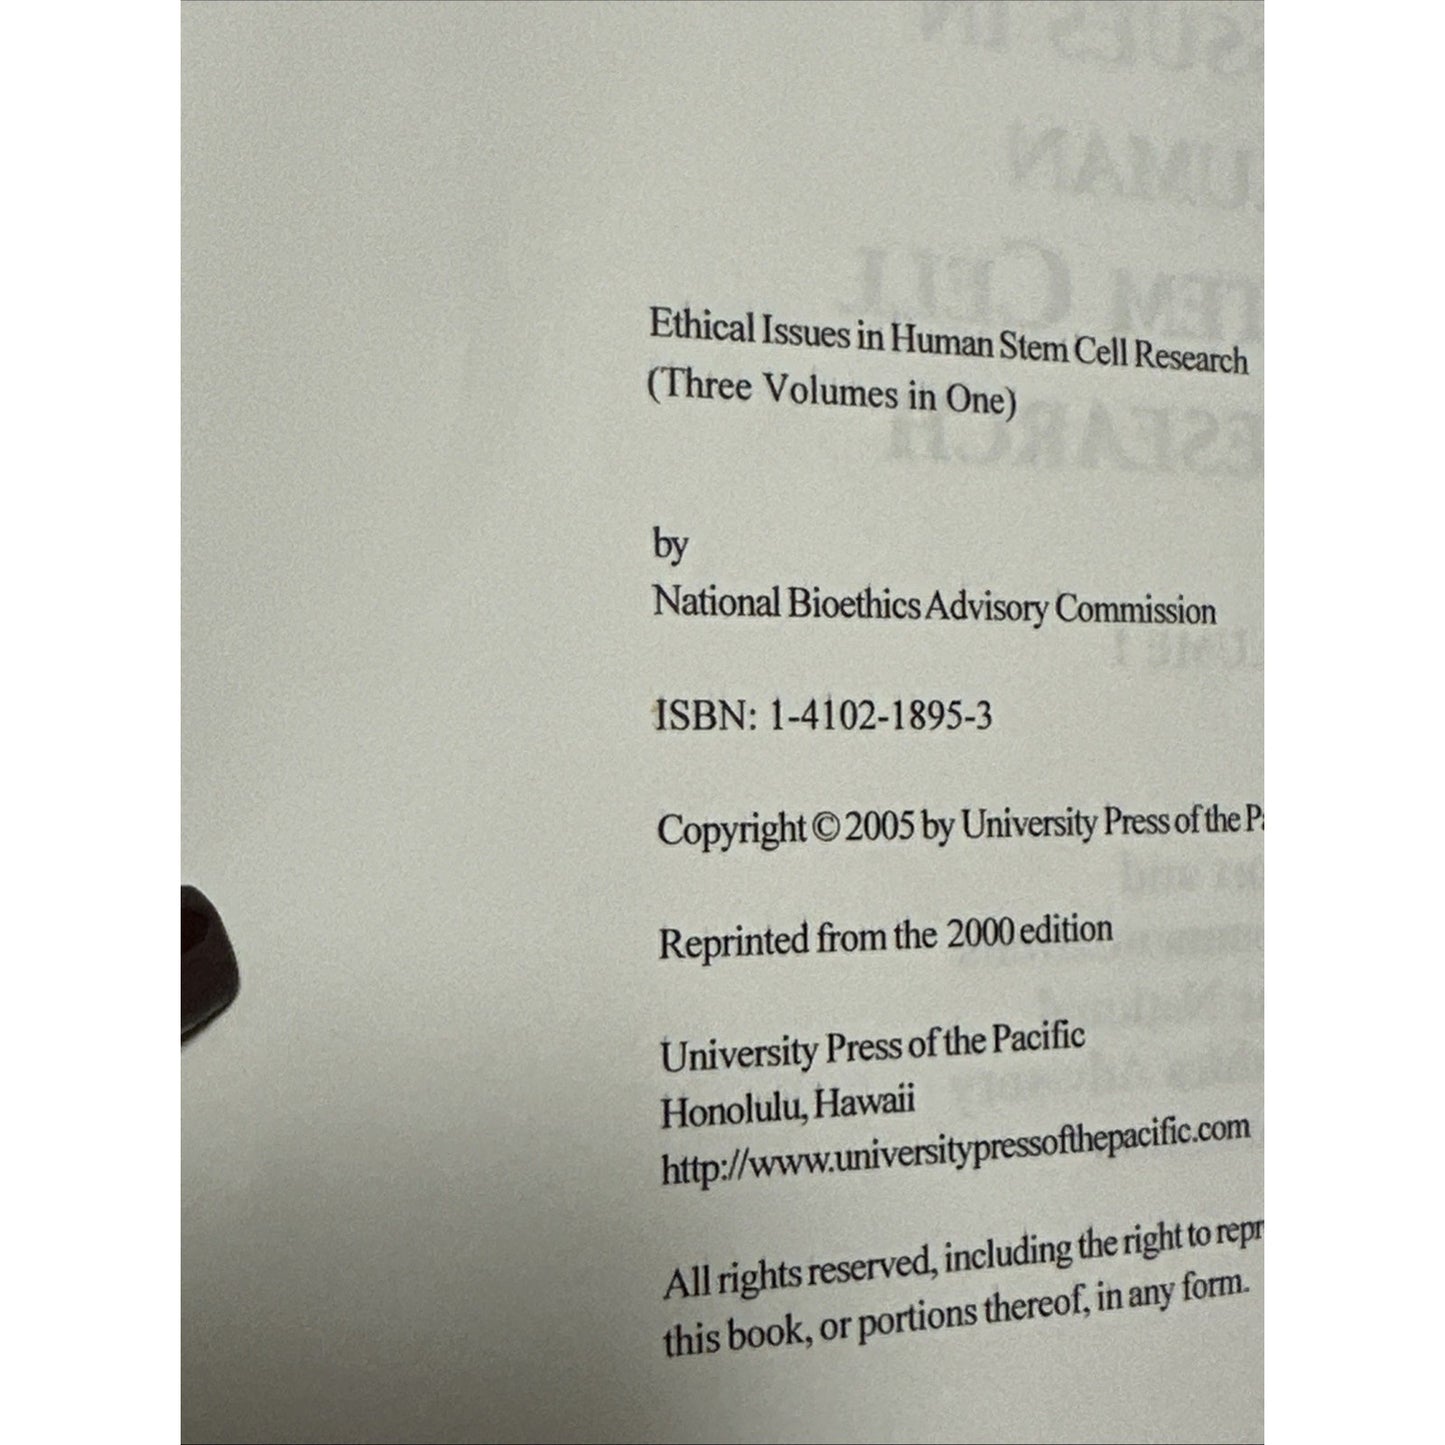 Ethical Issues in Human Stem Cell Research
(Three Volumes in One)
by
National Bioethics Advisory Commission
ISBN: 1-4102-1895-3
Copyright © 2005 by University Press of the
Reprinted from the 2000 edition
University Press of the Pacific
Honolulu, Hawaii
http://www.universitypressofthepacific.com
All rights reserved, including the right to
this book, or portions thereof, in any form.